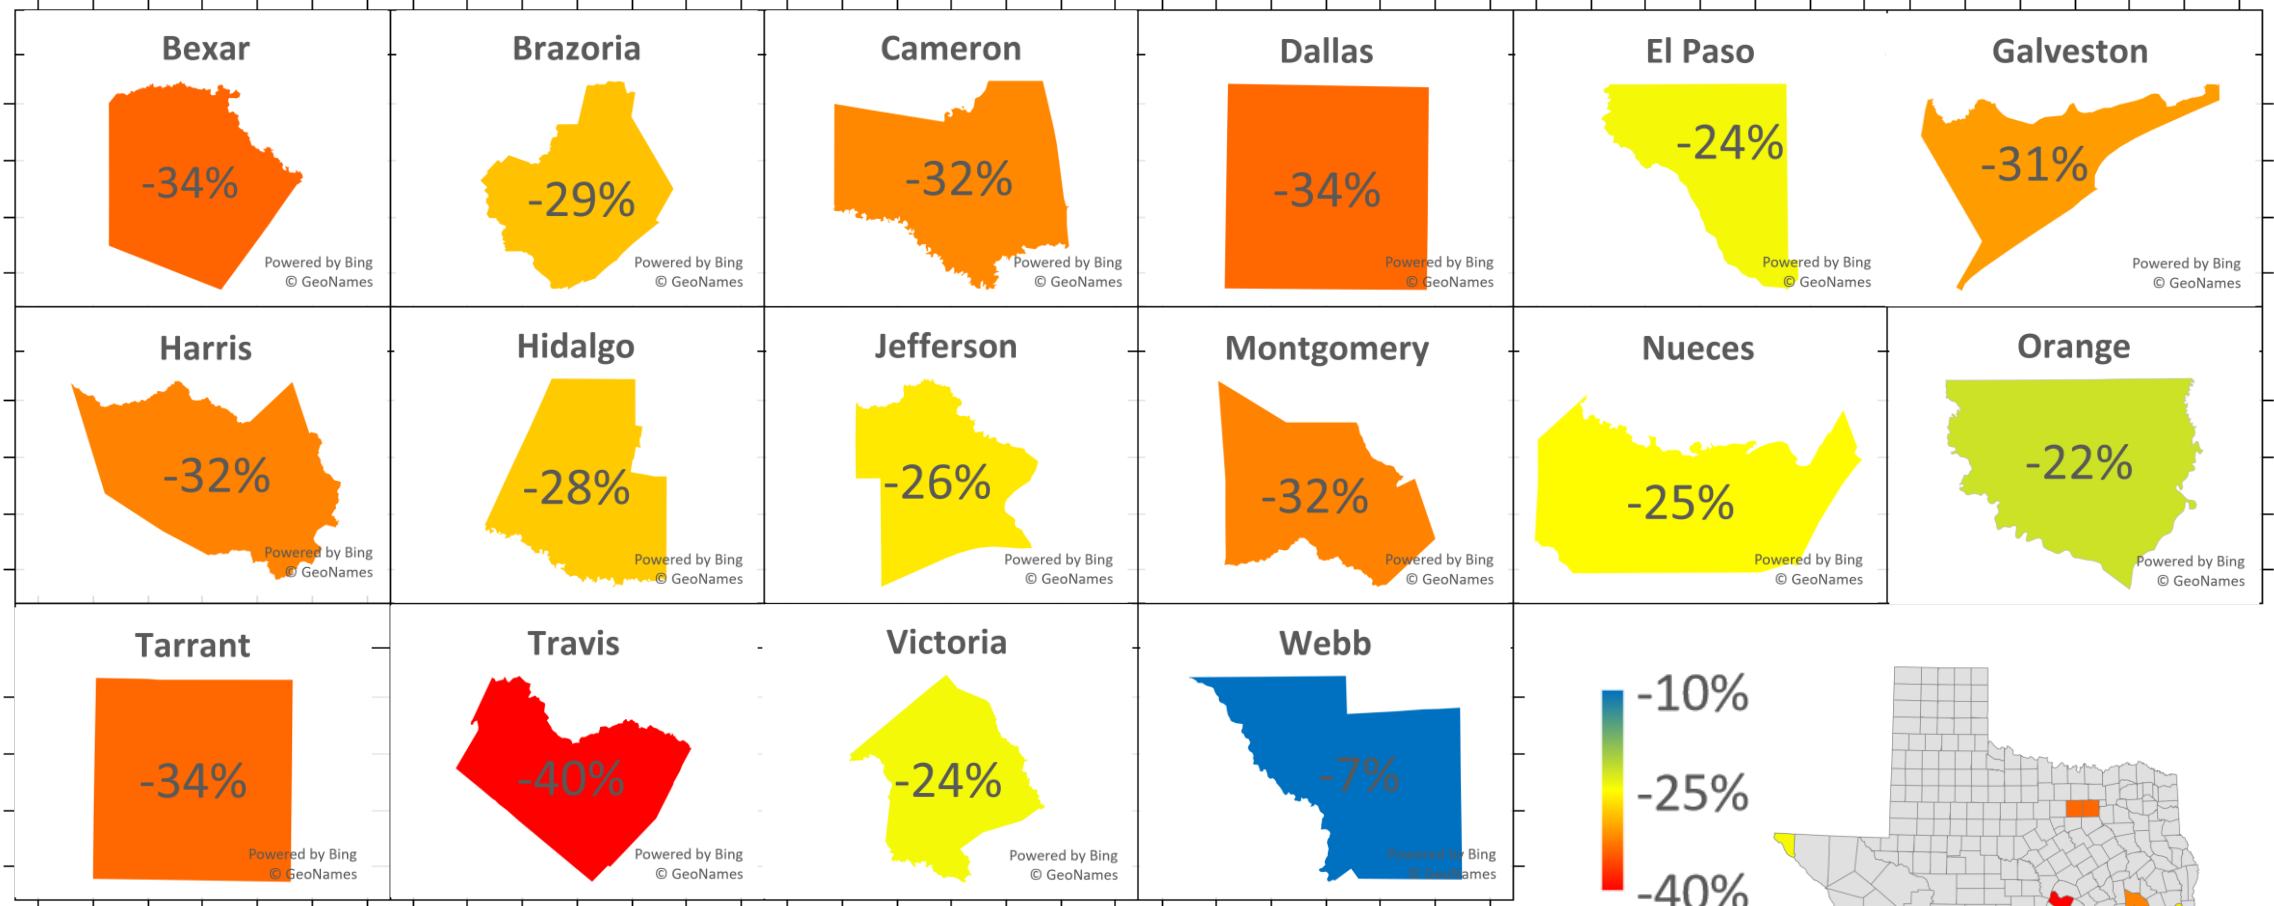 Bexar
-34%
Powered by Bing
© GeoNames
Brazoria
-29%
Powered by Bing
© GeoNames
Cameron
-32%
Powered by Bing
© GeoNames
Dallas
-34%
Powered by Bing
© GeoNames
El Paso
-24%
Powered by Bing
© GeoNames
Galveston
-31%
Powered by Bing
© GeoNames
Harris
-32%
Powered by Bing
© GeoNames
Hidalgo
-28%
Powered by Bing
© GeoNames
Jefferson
-26%
Powered by Bing
© GeoNames
Montgomery
-32%
Powered by Bing
© GeoNames
Nueces
-25%
Powered by Bing
© GeoNames
Orange
-22%
Powered by Bing
© GeoNames
Tarrant
-34%
Powered by Bing
© GeoNames
Travis
-40%
Powered by Bing
© GeoNames
Victoria
-24%
Powered by Bing
© GeoNames
Webb
-7%
Powered by Bing
© GeoNames
-10%
-25%
-40%